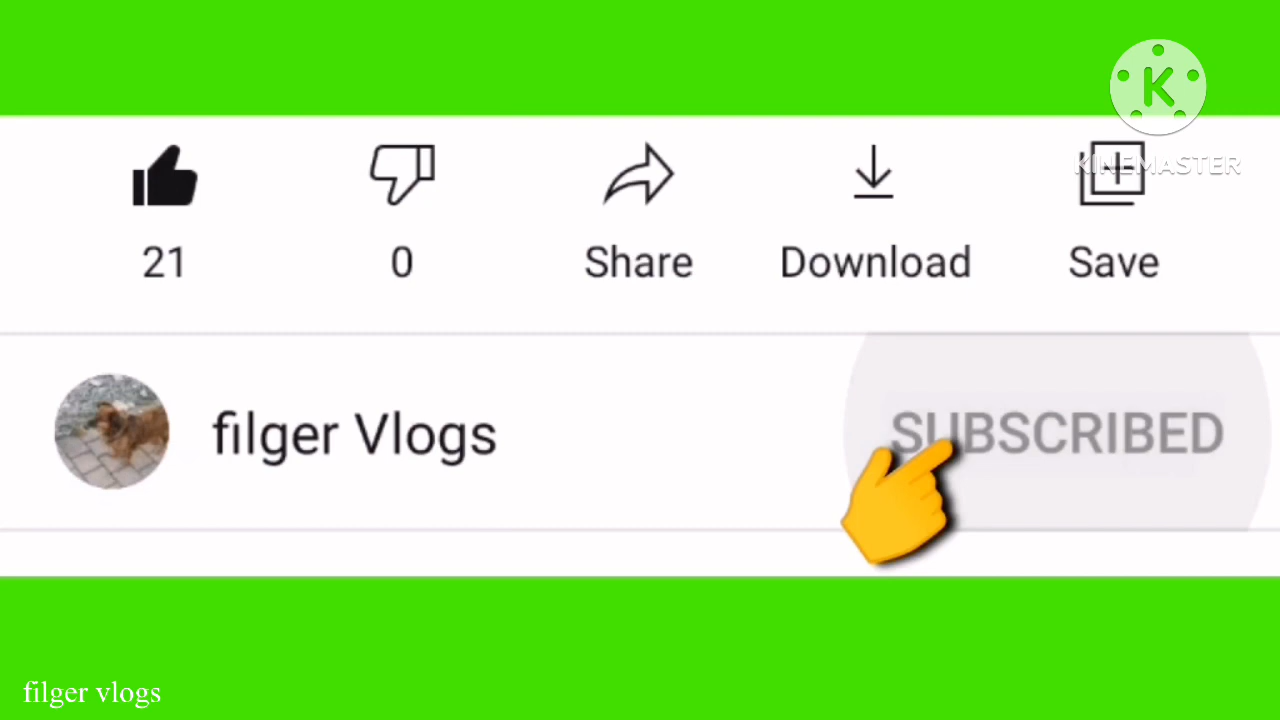 K
KINEMASTER
21
0
Share
Download
Save
filger Vlogs
SUBSCRIBED
filger vlogs